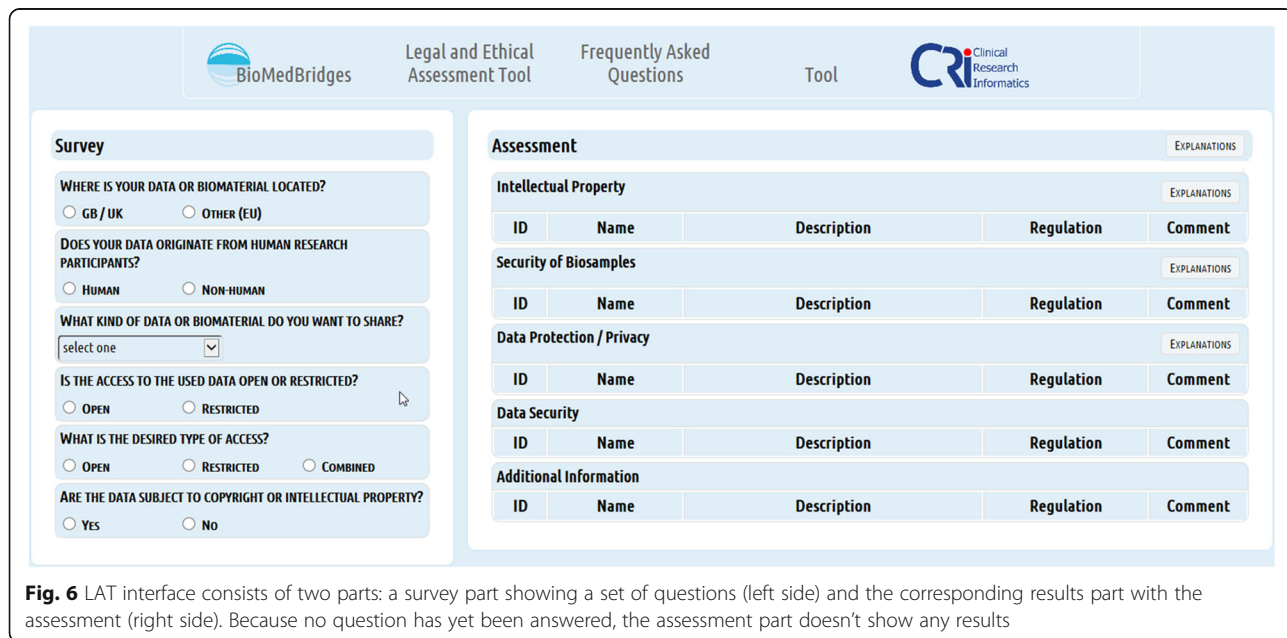 BioMedBridges
Legal and Ethical
Assessment Tool
Frequently Asked
Questions
Tool
CRi Clinical
Research
Informatics
Survey
WHERE IS YOUR DATA OR BIOMATERIAL LOCATED?
GB / UK OTHER (EU)
DOES YOUR DATA ORIGINATE FROM HUMAN RESEARCH
PARTICIPANTS?
HUMAN NON-HUMAN
WHAT KIND OF DATA OR BIOMATERIAL DO YOU WANT TO SHARE?
select one
IS THE ACCESS TO THE USED DATA OPEN OR RESTRICTED?
OPEN RESTRICTED
WHAT IS THE DESIRED TYPE OF ACCESS?
OPEN RESTRICTED COMBINED
ARE THE DATA SUBJECT TO COPYRIGHT OR INTELLECTUAL PROPERTY?
YES NO
Assessment EXPLANATIONS
Intellectual Property EXPLANATIONS
ID Name Description Regulation Comment
Security of Biosamples EXPLANATIONS
ID Name Description Regulation Comment
Data Protection / Privacy EXPLANATIONS
ID Name Description Regulation Comment
Data Security
ID Name Description Regulation Comment
Additional Information
ID Name Description Regulation Comment
Fig. 6 LAT interface consists of two parts: a survey part showing a set of questions (left side) and the corresponding results part with the
assessment (right side). Because no question has yet been answered, the assessment part doesn't show any results